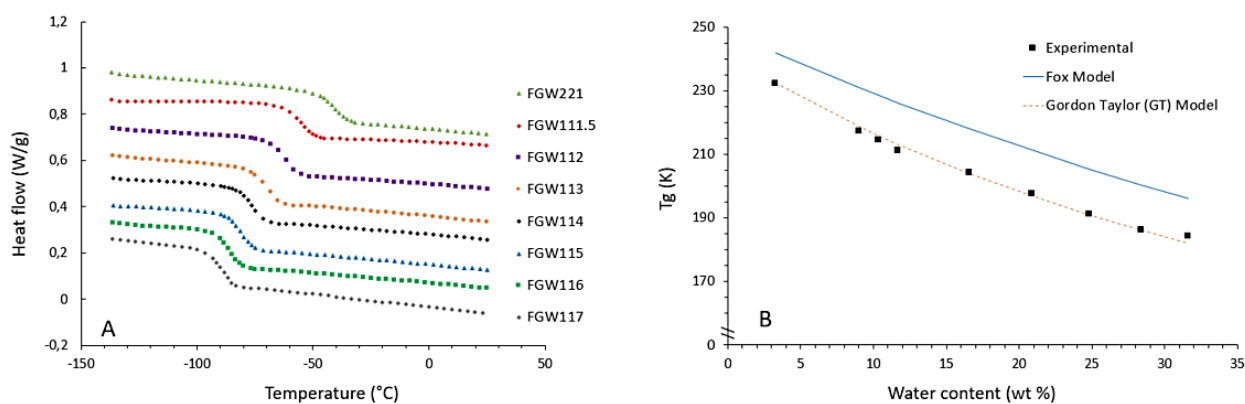 1,2
1
0,8
0,6
0,4
0,2
0
-0,2
Heat flow (W/g)
-150
-100
-50
0
50
Temperature (°C)
A
FGW221
FGW111.5
FGW112
FGW113
FGW114
FGW115
FGW116
FGW117
250
230
210
190
170
0
Tg (K)
0
5
10
15
20
25
30
35
Water content (wt %)
B
Experimental
Fox Model
Gordon Taylor (GT) Model